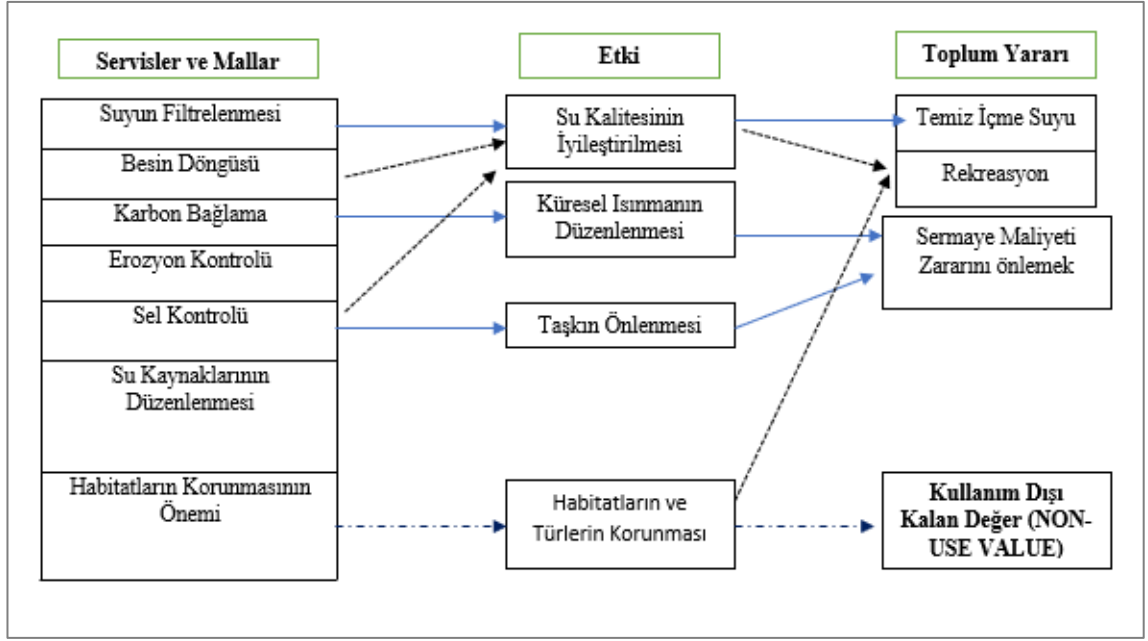 Servisler ve Mallar
Suyun Filtrelenmesi
Besin Döngüsü
Karbon Bağlama
Erozyon Kontrolü
Sel Kontrolü
Su Kaynaklarının
Düzenlenmesi
Habitatların Korunmasının
Önemi
Etki
Su Kalitesinin
İyileştirilmesi
Küresel Isınmanın
Düzenlenmesi
Taşkın Önlenmesi
Habitatların ve
Türlerin Korunması
Toplum Yararı
Temiz İçme Suyu
Rekreasyon
Sermaye Maliyeti
Zararını önlemek
Kullanım Dışı
Kalan Değer (NON-
USE VALUE)